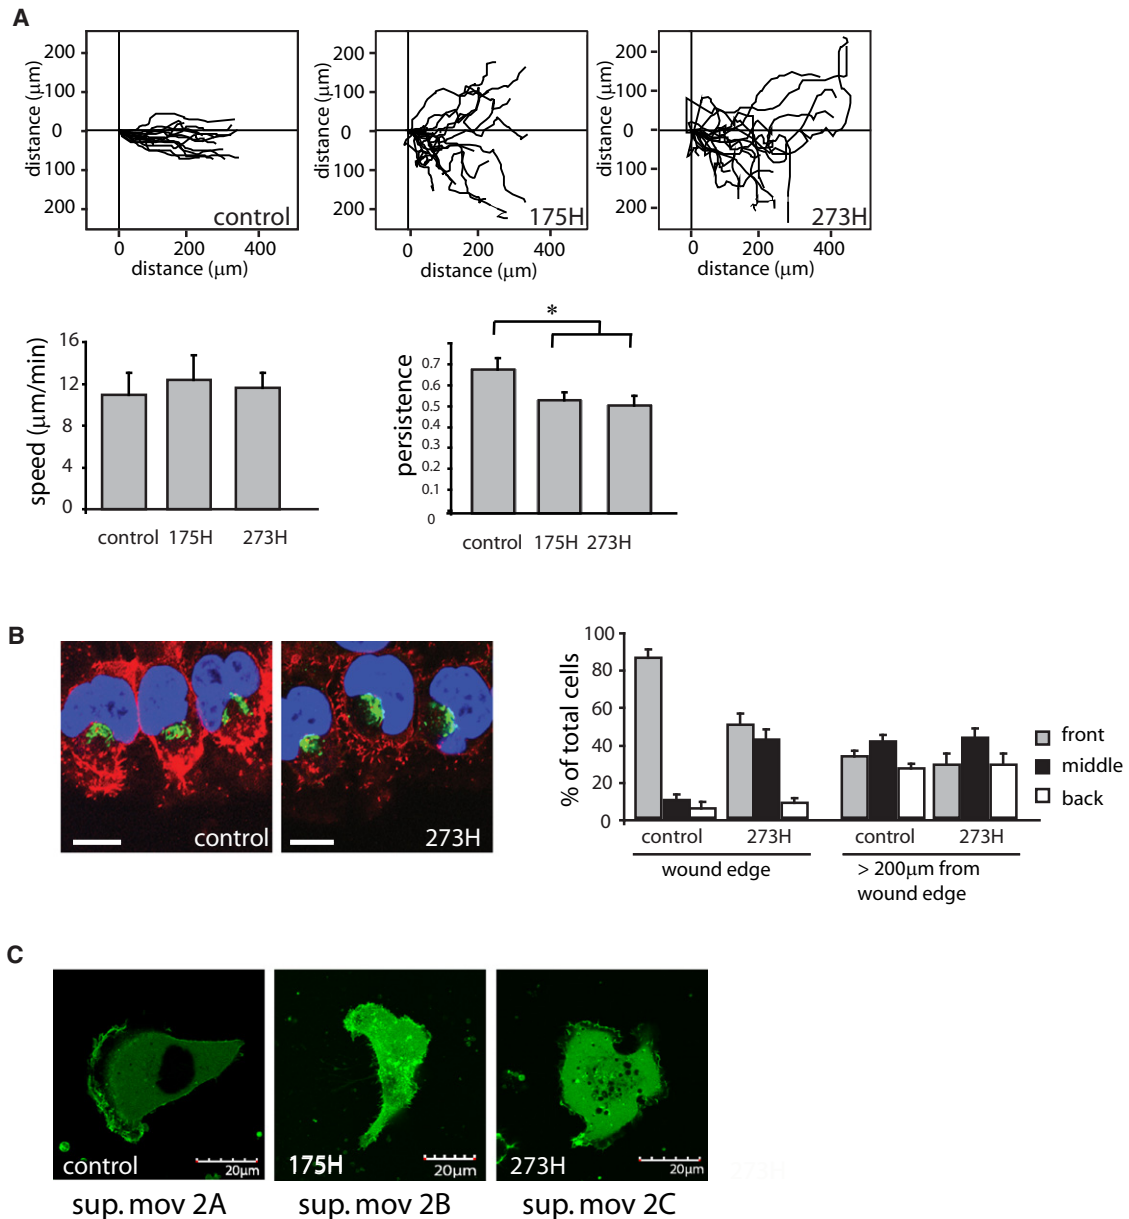 A
200
100
0
100
200
distance (μm)
control
0
200
400
distance (μm)
200
100
0
100
200
distance (μm)
175H
0
200
400
distance (μm)
200
100
0
100
200
distance (μm)
273H
0
200
400
distance (μm)
16
12
8
4
0
speed (μm/min)
control 175H 273H
*
0.7
0.6
0.5
0.4
0.3
0.2
0.1
0
persistence
control 175H 273H
B
control
273H
100
80
60
40
20
0
% of total cells
control 273H control 273H
wound edge
> 200μm from
wound edge
front
middle
back
C
control
20μm
175H
20μm
273H
20μm
273H
sup. mov 2A
sup. mov 2B
sup. mov 2C